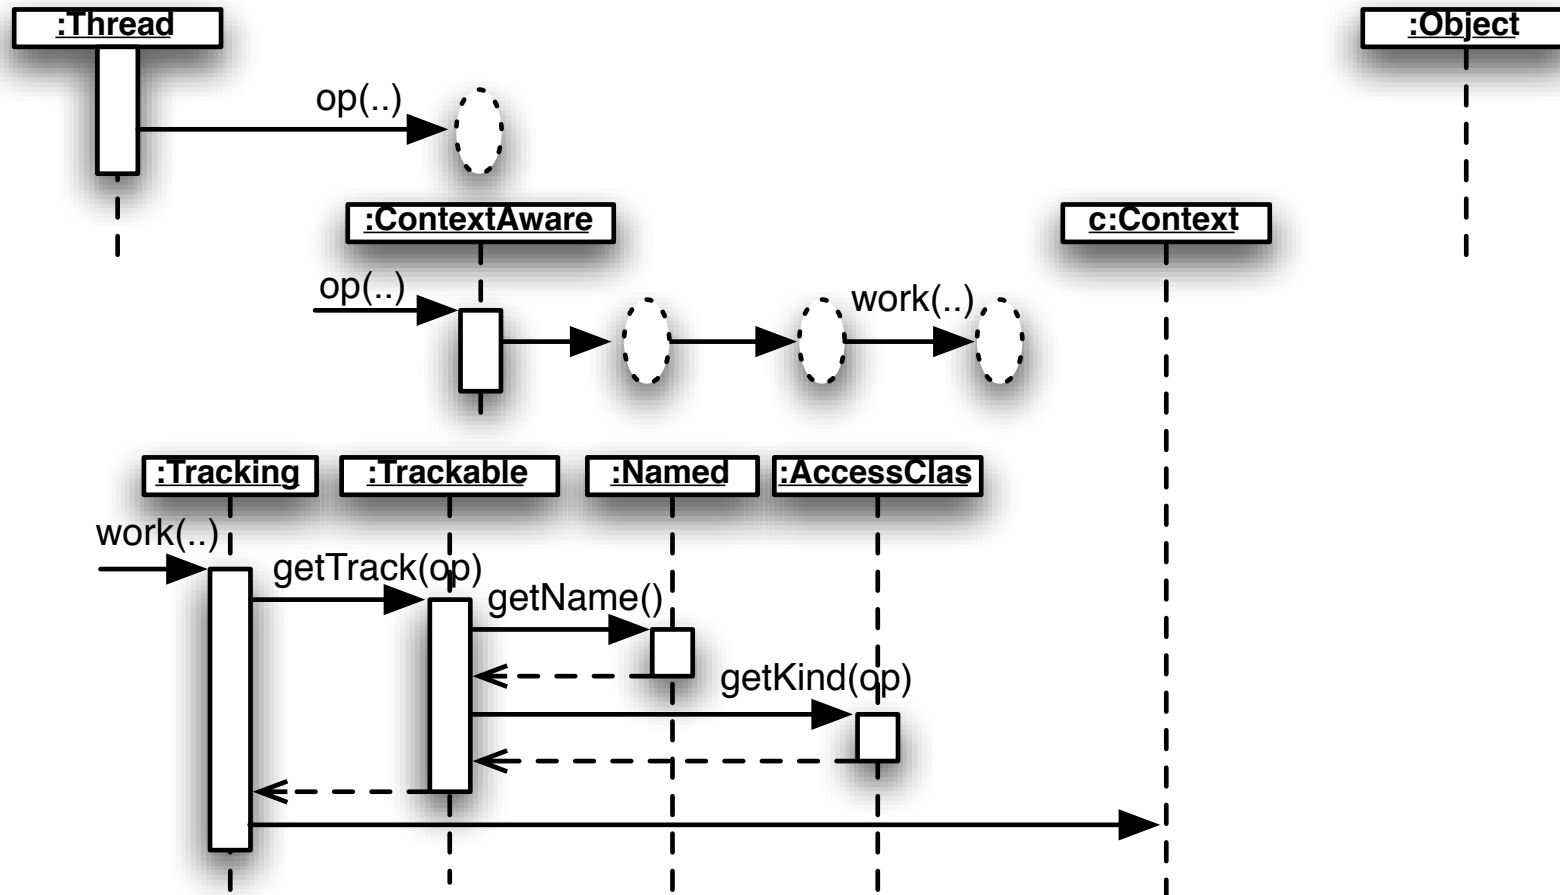 :Thread
:Object
op(..)
:ContextAware
c:Context
op(..)
work(..)
:Tracking
:Trackable
:Named
:AccessClas
work(..)
getTrack(op)
getName()
getKind(op)